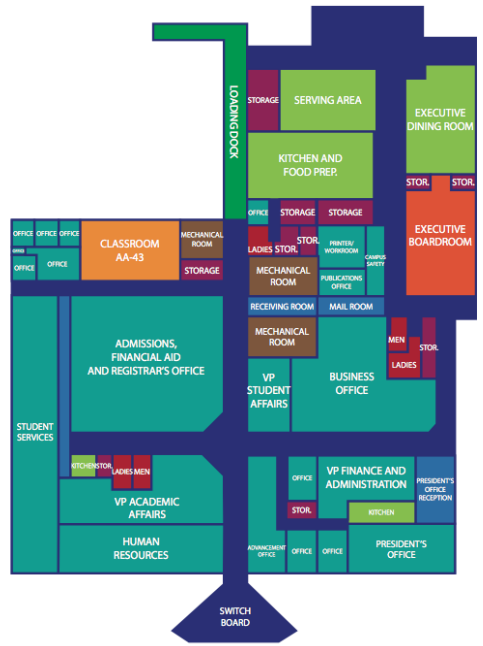 LOADING DOCK
STORAGE
SERVING AREA
EXECUTIVE
DINING ROOM
KITCHEN AND
FOOD PREP.
STOR.
STOR.
OFFICE
STORAGE
STORAGE
EXECUTIVE
BOARDROOM
OFFICE
OFFICE
OFFICE
CLASSROOM
AA-43
MECHANICAL
ROOM
LADIES
STOR.
STOR.
PRINTER/
WORKROOM
CAMPUS
SAFETY
OFFICE
OFFICE
STORAGE
MECHANICAL
ROOM
PUBLICATIONS
OFFICE
RECEIVING ROOM
MAIL ROOM
MECHANICAL
ROOM
ADMISSIONS,
FINANCIAL AID
AND REGISTRAR'S OFFICE
MEN
STOR.
LADIES
VP
STUDENT
AFFAIRS
BUSINESS
OFFICE
STUDENT
SERVICES
KITCHEN
STOR.
LADIES
MEN
OFFICE
VP FINANCE AND
ADMINISTRATION
PRESIDENT'S
OFFICE
RECEPTION
VP ACADEMIC
AFFAIRS
STOR.
KITCHEN
HUMAN
RESOURCES
ADVANCEMENT
OFFICE
OFFICE
OFFICE
PRESIDENT'S
OFFICE
SWITCH
BOARD